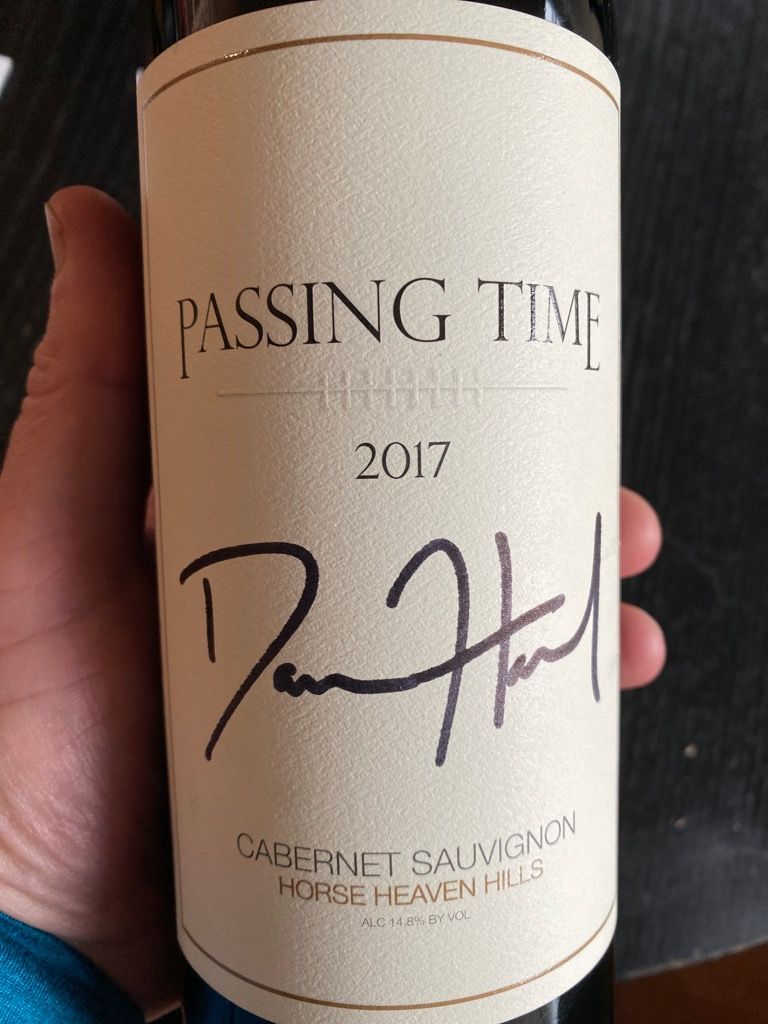 PASSING TIME
2017
CABERNET SAUVIGNON
HORSE HEAVEN HILLS
ALC 14.8% BY VOL